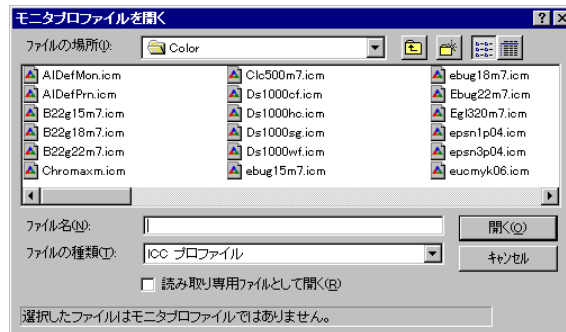 モニタプロファイルを開く
ファイルの場所(I):
Color
AIDefMon.icm
Clc500m7.icm
ebug18m7.icm
AIDefPrn.icm
Ds1000cf.icm
Ebug22m7.icm
B22g15m7.icm
Ds1000hc.icm
Egl320m7.icm
B22g18m7.icm
Ds1000sg.icm
epsn1p04.icm
B22g22m7.icm
Ds1000wf.icm
epsn3p04.icm
Chromaxm.icm
ebug15m7.icm
eucmyk06.icm
ファイル名(N):
開く(O)
ファイルの種類(T):
ICC プロファイル
キャンセル
読み取り専用ファイルとして開く(R)
選択したファイルはモニタプロファイルではありません。